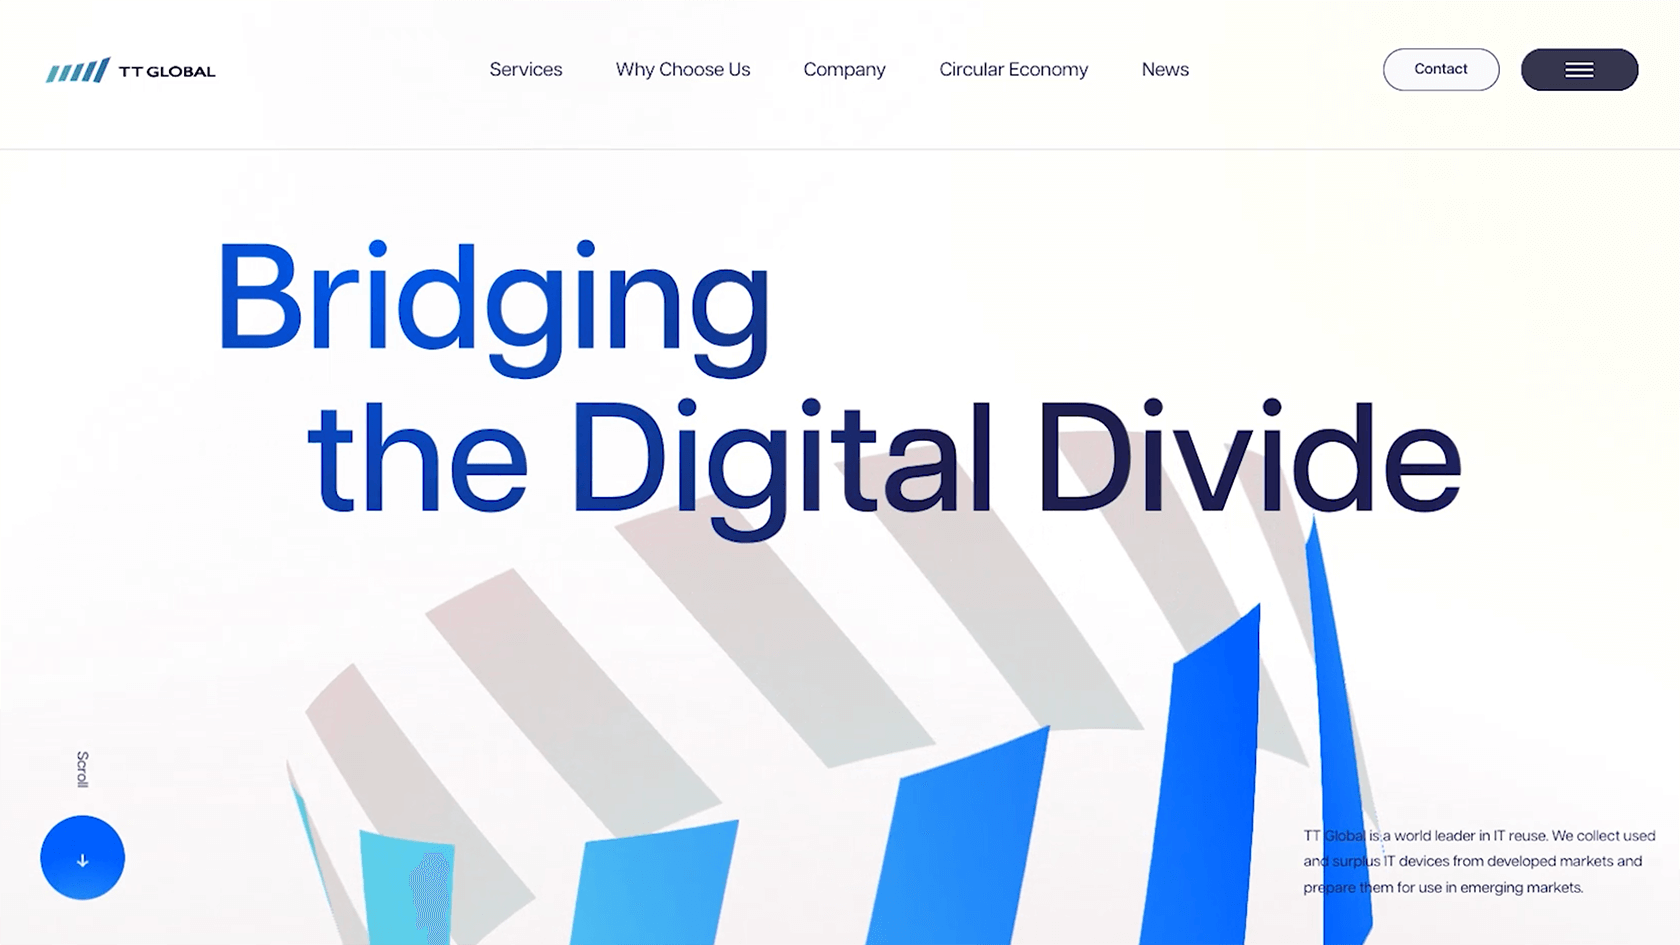 TT GLOBAL
Services
Why Choose Us
Company
Circular Economy
News
Contact
Bridging
the Digital Divide
Scroll
TT Global is a world leader in IT reuse. We collect used
and surplus IT devices from developed markets and
prepare them for use in emerging markets.